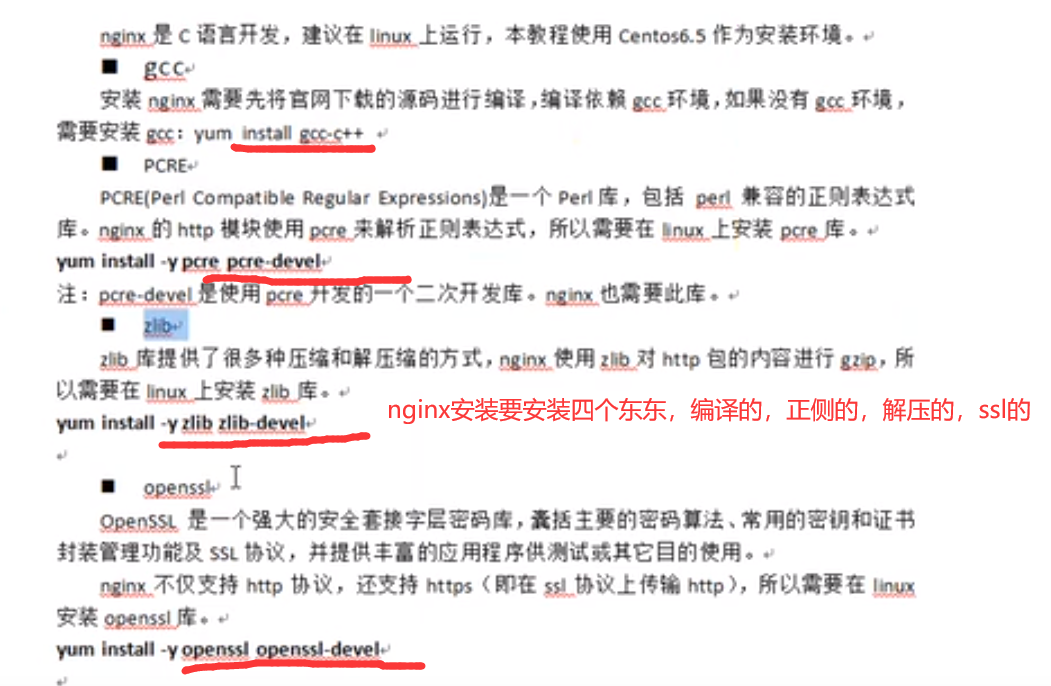 nginx 是 C 语言开发，建议在 linux 上运行，本教程使用 Centos6.5 作为安装环境。
■ gcc
安装 nginx 需要先将官网下载的源码进行编译，编译依赖 gcc 环境，如果没有 gcc 环境，
需要安装 gcc：yum install gcc-c++
■ PCRE
PCRE(Perl Compatible Regular Expressions)是一个 Perl 库，包括 perl 兼容的正则表达式
库。nginx 的 http 模块使用 pcre 来解析正则表达式，所以需要在 linux 上安装 pcre 库。
yum install -y pcre pcre-devel
注：pcre-devel 是使用 pcre 开发的一个二次开发库。nginx 也需要此库。
■ zlib
zlib 库提供了很多种压缩和解压缩的方式，nginx 使用 zlib 对 http 包的内容进行 gzip，所
以需要在 linux 上安装 zlib 库。
nginx安装要安装四个东东，编译的，正侧的，解压的，ssl的
yum install -y zlib zlib-devel
■ openssl
OpenSSL 是一个强大的安全套接字层密码库，囊括主要的密码算法、常用的密钥和证书
封装管理功能及 SSL 协议，并提供丰富的应用程序供测试或其它目的使用。
nginx 不仅支持 http 协议，还支持 https（即在 ssl 协议上传输 http），所以需要在 linux
安装 openssl 库。
yum install -y openssl openssl-devel